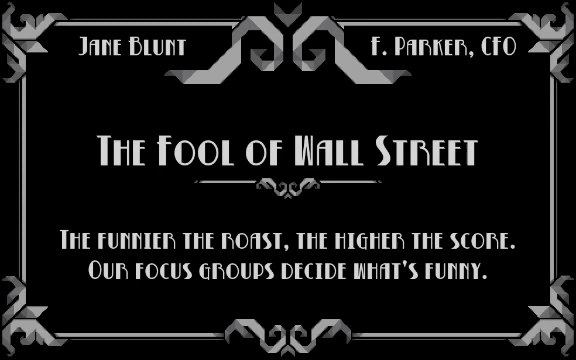 Jane Blunt
F. Parker, CFO
The Fool of Wall Street
The funnier the roast, the higher the score.
Our focus groups decide what's funny.